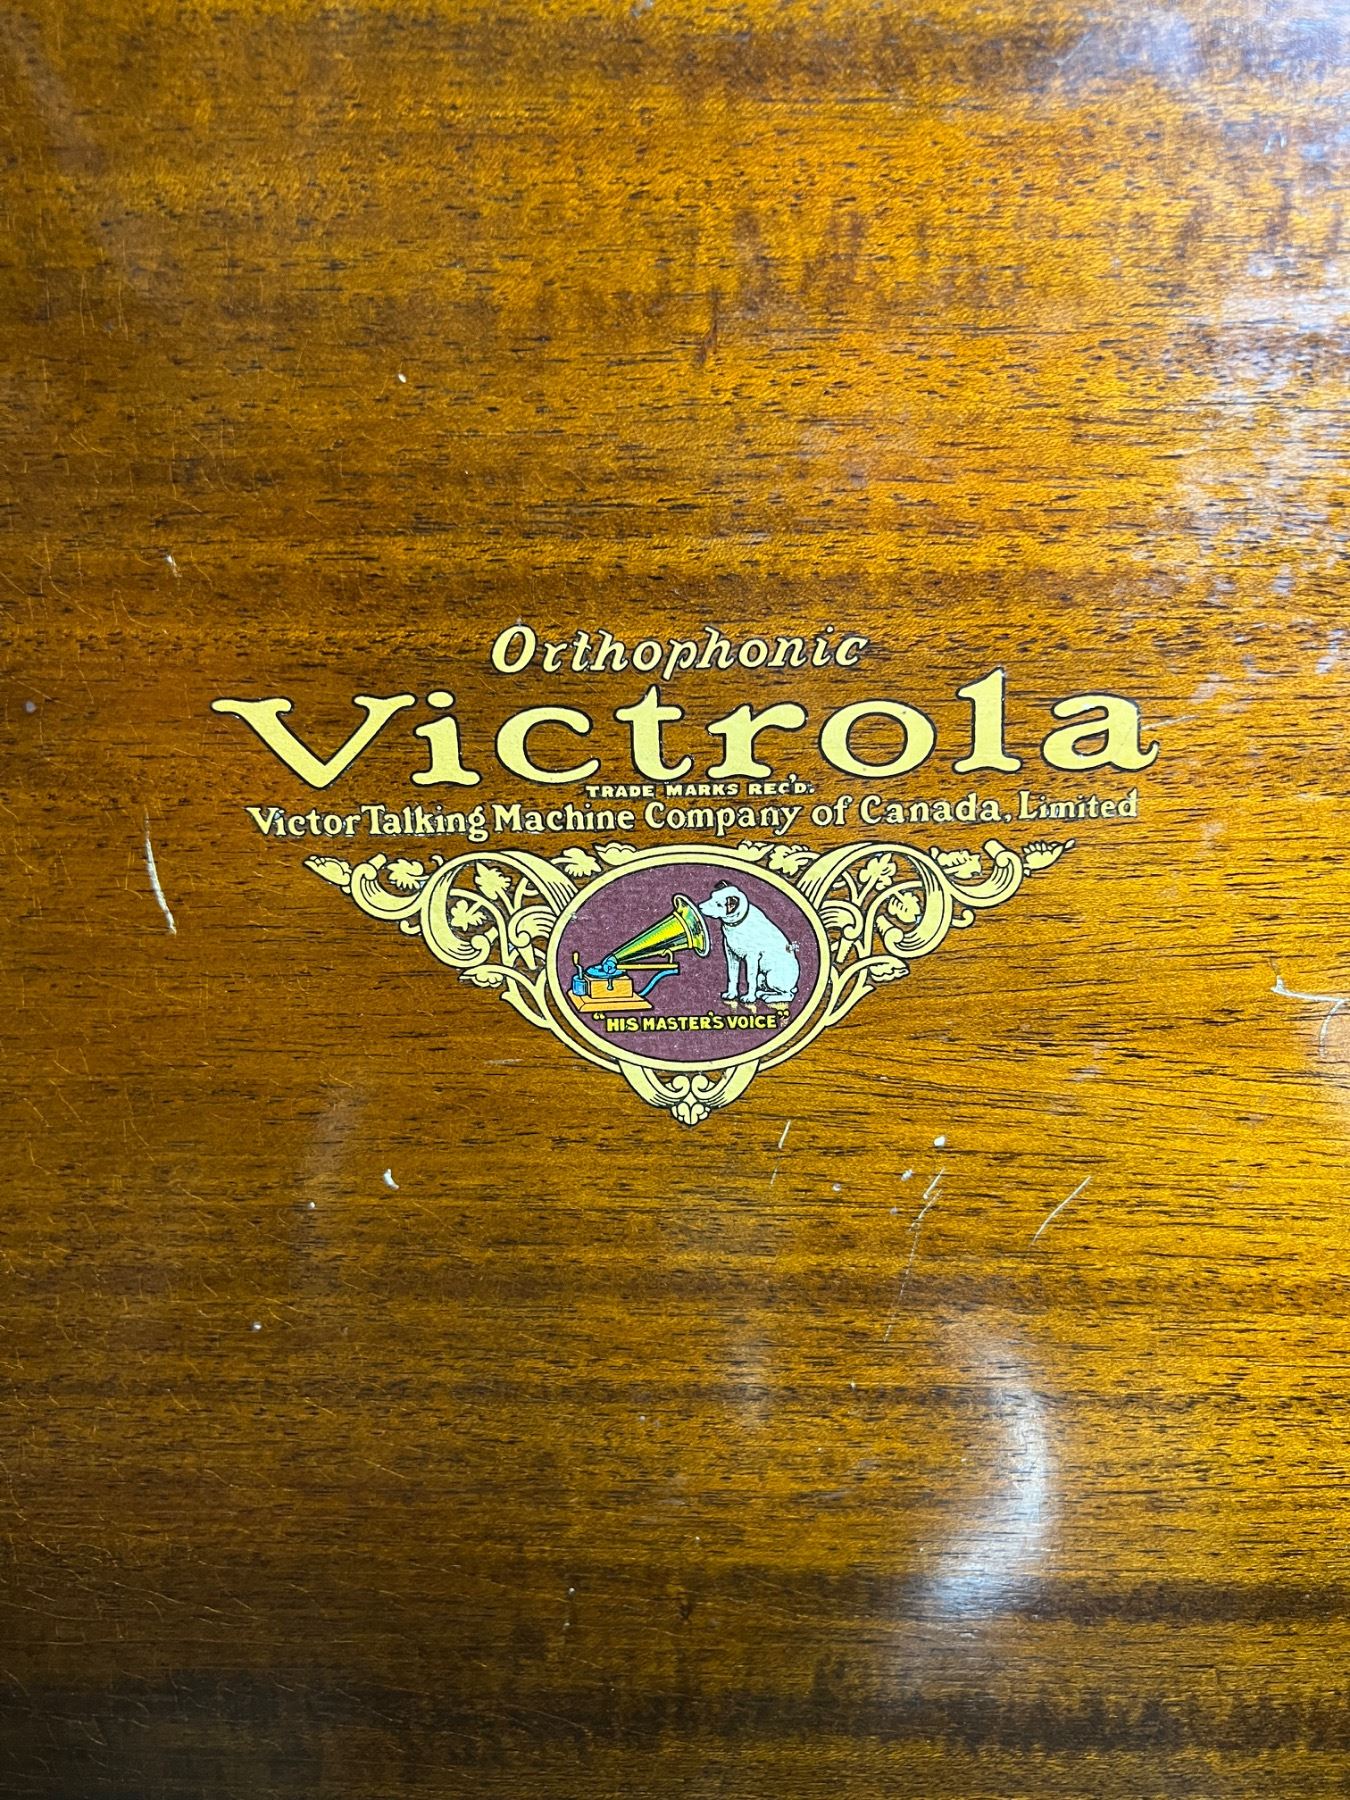 Orthophonic
Victrola
TRADE MARKS REG'D.
Victor Talking Machine Company of Canada, Limited
"HIS MASTER'S VOICE"